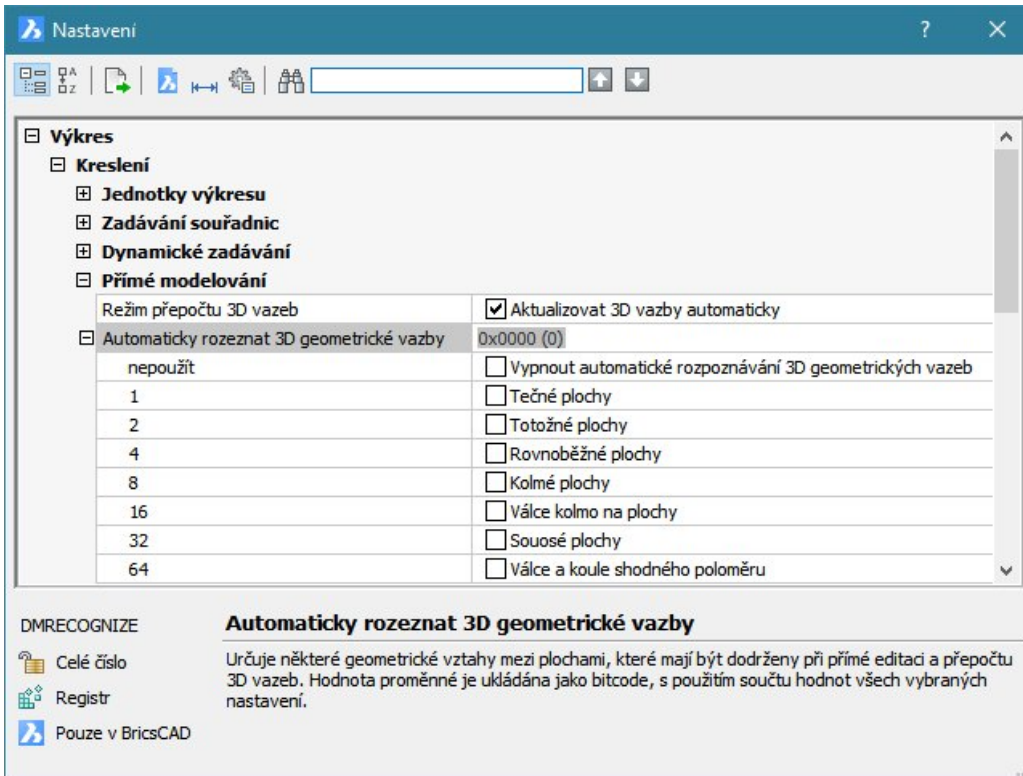 Nastavení
Výkres
Kreslení
Jednotky výkresu
Zadávání souřadnic
Dynamické zadávání
Přímé modelování
Režim přepočtu 3D vazeb Aktualizovat 3D vazby automaticky
Automaticky rozeznat 3D geometrické vazby 0x0000 (0)
nepoužít Vypnout automatické rozpoznávání 3D geometrických vazeb
1 Tečné plochy
2 Totožné plochy
4 Rovnoběžné plochy
8 Kolmé plochy
16 Válce kolmo na plochy
32 Souosé plochy
64 Válce a koule shodného poloměru
DMRECOGNIZE
Celé číslo
Registr
Pouze v BricsCAD
Automaticky rozeznat 3D geometrické vazby
Určuje některé geometrické vztahy mezi plochami, které mají být dodrženy při přímé editaci a přepočtu
3D vazeb. Hodnota proměnné je ukládána jako bitcode, s použitím součtu hodnot všech vybraných
nastavení.